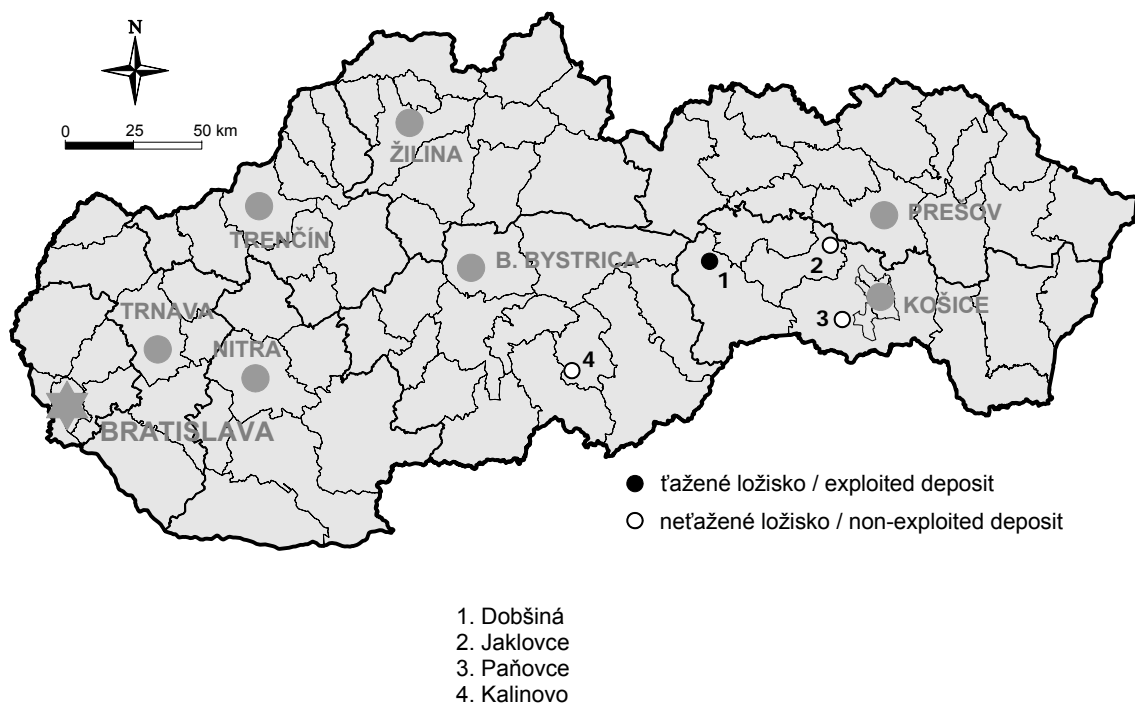 N
0 25 50 km
ŽILINA
PREŠOV
TRENČÍN
B. BYSTRICA
2
1
TRNAVA
3
KOŠICE
NITRA
4
BRATISLAVA
ťažené ložisko / exploited deposit
neťažené ložisko / non-exploited deposit
1. Dobšiná
2. Jaklovce
3. Paňovce
4. Kalinovo